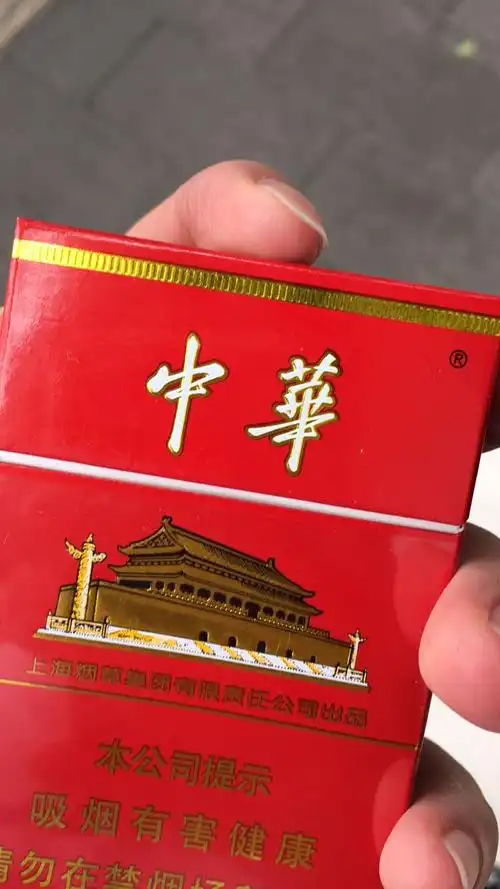 中華
®
上海烟草集团有限责任公司出品
本公司提示
吸烟有害健康
请勿在禁烟场